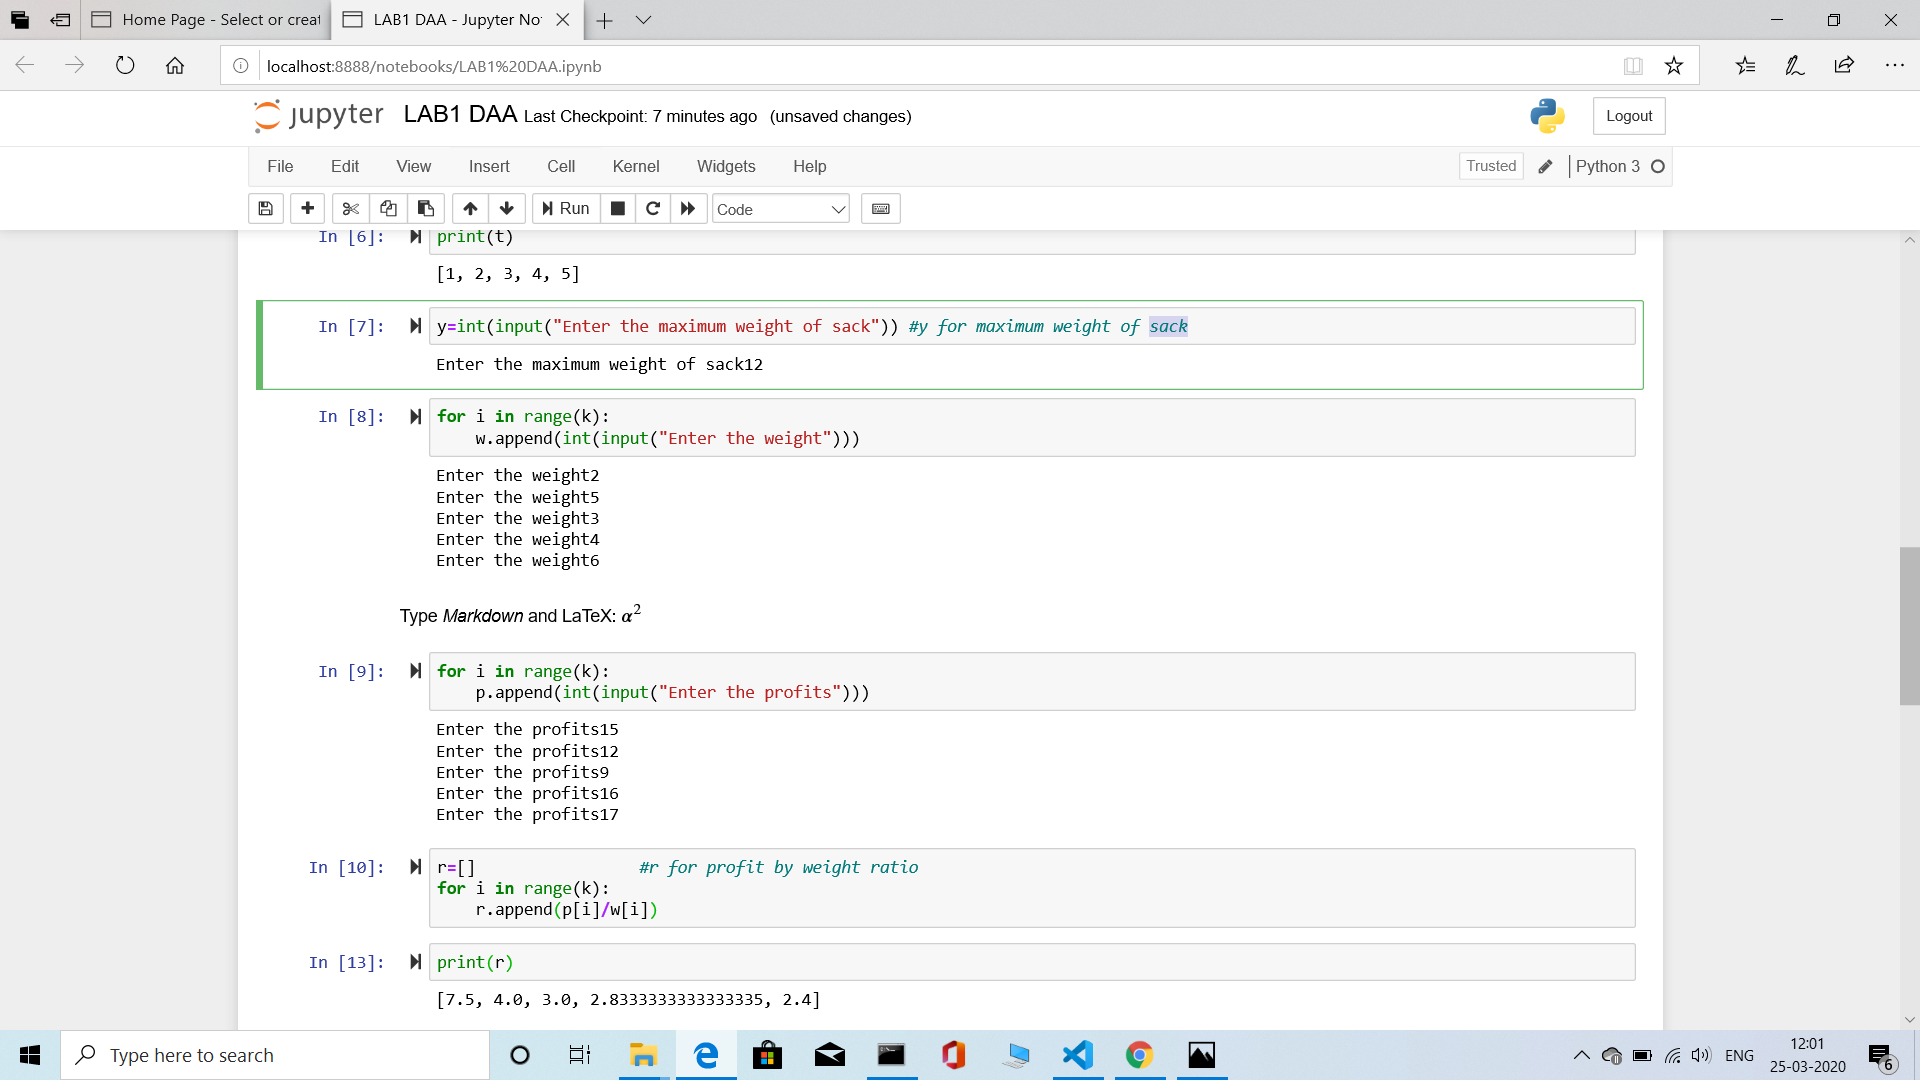 Home Page - Select or creat
LAB1 DAA - Jupyter No
localhost:8888/notebooks/LAB1%20DAA.ipynb
jupyter LAB1 DAA Last Checkpoint: 7 minutes ago (unsaved changes)
Logout
File Edit View Insert Cell Kernel Widgets Help
Trusted Python 3
Run Code
In [6]: print(t)
[1, 2, 3, 4, 5]
In [7]: y=int(input("Enter the maximum weight of sack")) #y for maximum weight of sack
Enter the maximum weight of sack12
In [8]: for i in range(k):
w.append(int(input("Enter the weight")))
Enter the weight2
Enter the weight5
Enter the weight3
Enter the weight4
Enter the weight6
Type Markdown and LaTeX: α²
In [9]: for i in range(k):
p.append(int(input("Enter the profits")))
Enter the profits15
Enter the profits12
Enter the profits9
Enter the profits16
Enter the profits17
In [10]: r=[] #r for profit by weight ratio
for i in range(k):
r.append(p[i]/w[i])
In [13]: print(r)
[7.5, 4.0, 3.0, 2.8333333333333335, 2.4]
Type here to search
ENG
12:01
25-03-2020
6